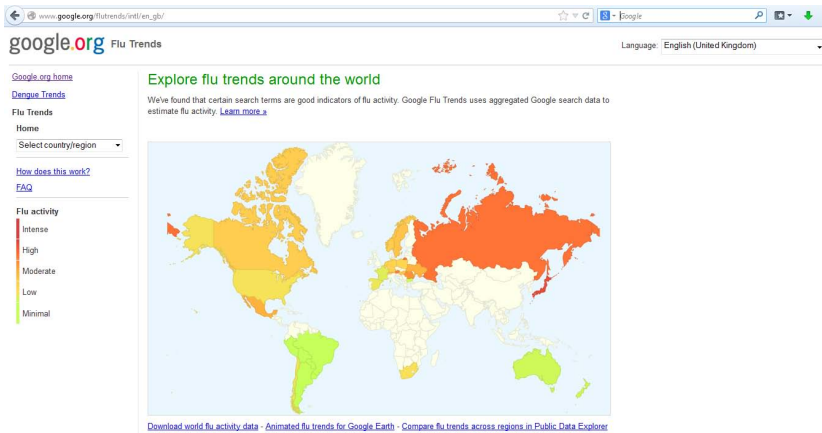 www.google.org/flutrends/intl/en_gb/
Google
google.org Flu Trends
Language: English (United Kingdom)
Google.org home
Dengue Trends
Flu Trends
Home
Select country/region
How does this work?
FAQ
Flu activity
Intense
High
Moderate
Low
Minimal
Explore flu trends around the world
We've found that certain search terms are good indicators of flu activity. Google Flu Trends uses aggregated Google search data to
estimate flu activity. Learn more »
Download world flu activity data - Animated flu trends for Google Earth - Compare flu trends across regions in Public Data Explorer